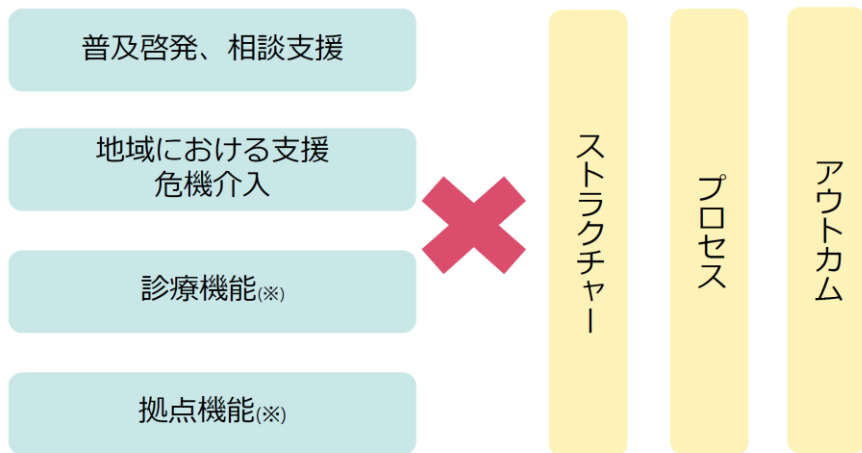 普及啓発、相談支援
地域における支援
危機介入
診療機能(※)
拠点機能(※)
ストラクチャー
プロセス
アウトカム